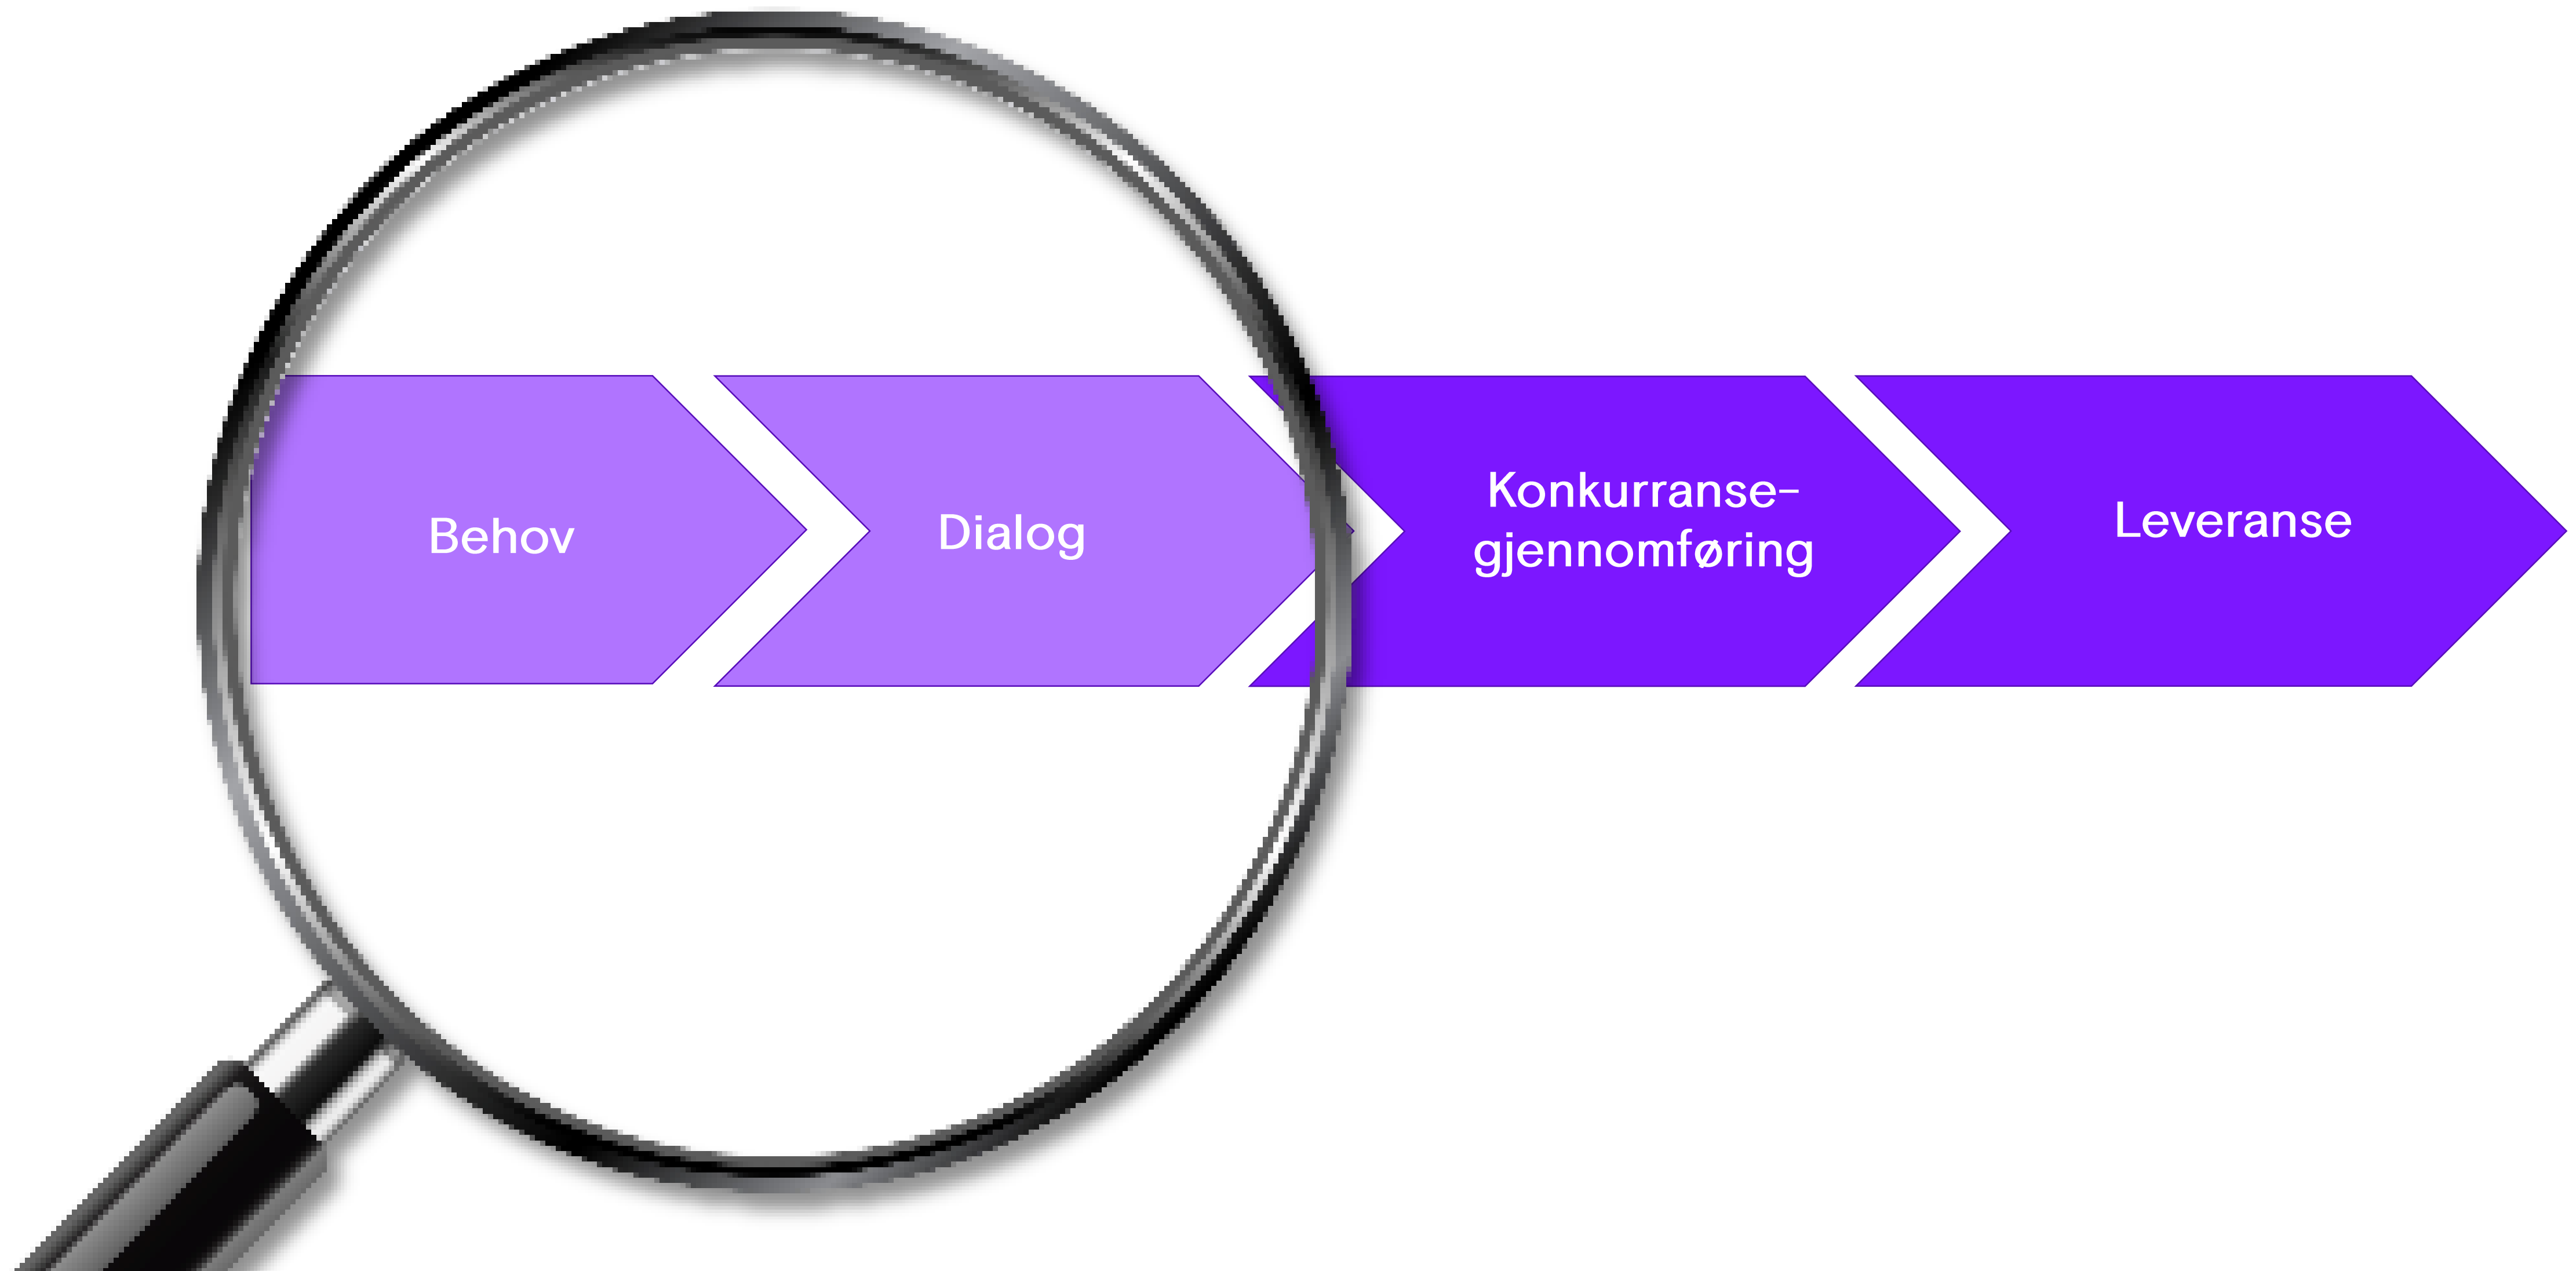 Behov
Dialog
Konkurranse-
gjennomføring
Leveranse